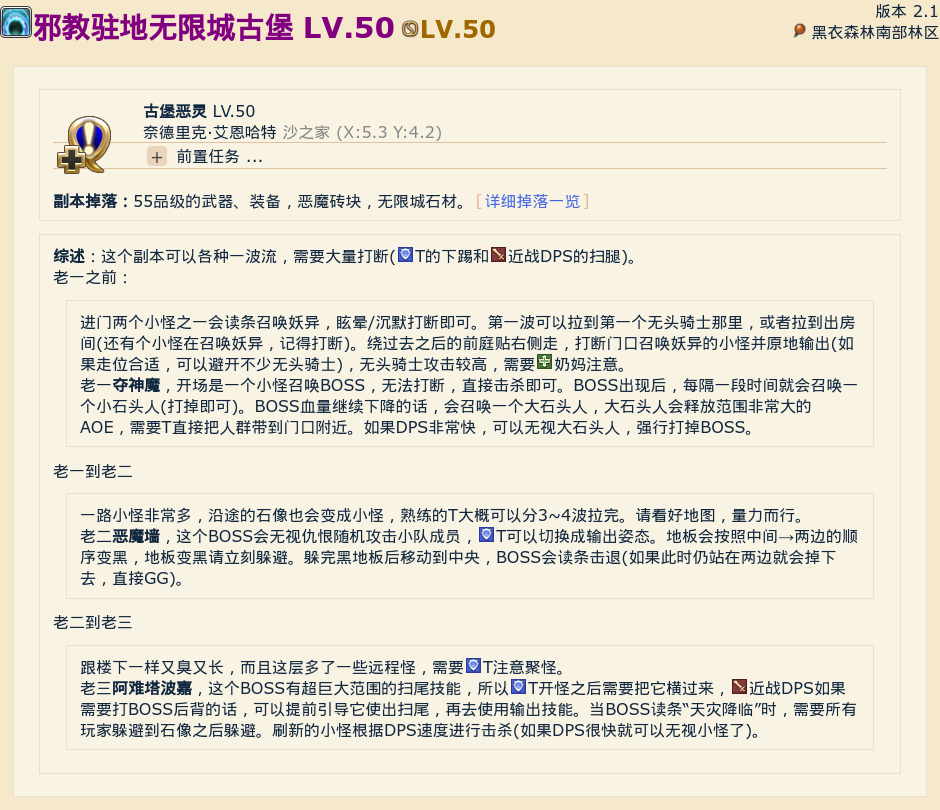 邪教驻地无限城古堡 LV.50 LV.50
版本 2.1
黑衣森林南部林区
古堡恶灵 LV.50
奈德里克·艾恩哈特 沙之家 (X:5.3 Y:4.2)
+ 前置任务 ...
副本掉落：55品级的武器、装备，恶魔砖块，无限城石材。［详细掉落一览］
综述：这个副本可以各种一波流，需要大量打断(T的下踢和近战DPS的扫腿)。
老一之前：
进门两个小怪之一会读条召唤妖异，眩晕/沉默打断即可。第一波可以拉到第一个无头骑士那里，或者拉到出房
间(还有个小怪在召唤妖异，记得打断)。绕过去之后的前庭贴右侧走，打断门口召唤妖异的小怪并原地输出(如
果走位合适，可以避开不少无头骑士)，无头骑士攻击较高，需要奶妈注意。
老一夺神魔，开场是一个小怪召唤BOSS，无法打断，直接击杀即可。BOSS出现后，每隔一段时间就会召唤一
个小石头人(打掉即可)。BOSS血量继续下降的话，会召唤一个大石头人，大石头人会释放范围非常大的
AOE，需要T直接把人群带到门口附近。如果DPS非常快，可以无视大石头人，强行打掉BOSS。
老一到老二
一路小怪非常多，沿途的石像也会变成小怪，熟练的T大概可以分3~4波拉完。请看好地图，量力而行。
老二恶魔墙，这个BOSS会无视仇恨随机攻击小队成员，T可以切换成输出姿态。地板会按照中间→两边的顺
序变黑，地板变黑请立刻躲避。躲完黑地板后移动到中央，BOSS会读条击退(如果此时仍站在两边就会掉下
去，直接GG)。
老二到老三
跟楼下一样又臭又长，而且这层多了一些远程怪，需要T注意聚怪。
老三阿难塔波嘉，这个BOSS有超巨大范围的扫尾技能，所以T开怪之后需要把它横过来，近战DPS如果
需要打BOSS后背的话，可以提前引导它使出扫尾，再去使用输出技能。当BOSS读条“天灾降临”时，需要所有
玩家躲避到石像之后躲避。刷新的小怪根据DPS速度进行击杀(如果DPS很快就可以无视小怪了)。